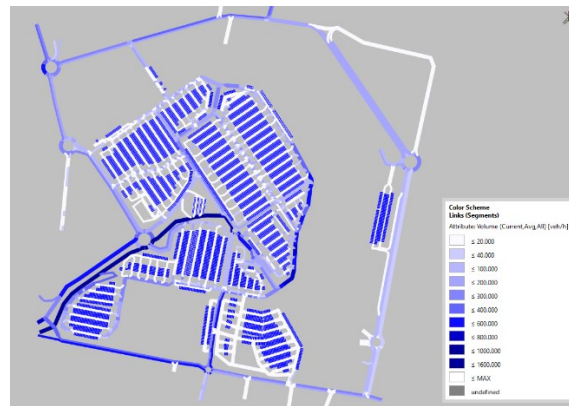 Color Scheme
Links (Segments)
Attribute Volume (Current,Avg,All) [veh/h]
≤ 20.000
≤ 40.000
≤ 100.000
≤ 200.000
≤ 300.000
≤ 400.000
≤ 600.000
≤ 800.000
≤ 1000.000
≤ 1600.000
≤ MAX
undefined